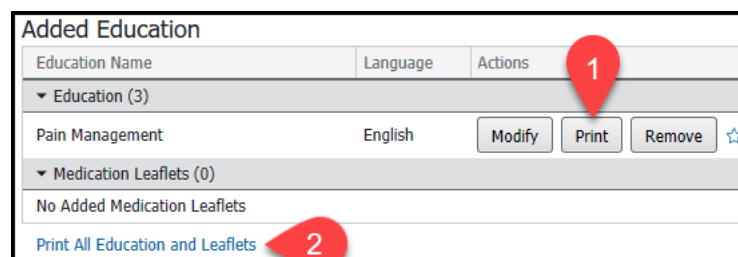 Added Education
Education Name Language Actions
1
Education (3)
Pain Management English Modify Print Remove
Medication Leaflets (0)
No Added Medication Leaflets
Print All Education and Leaflets 2